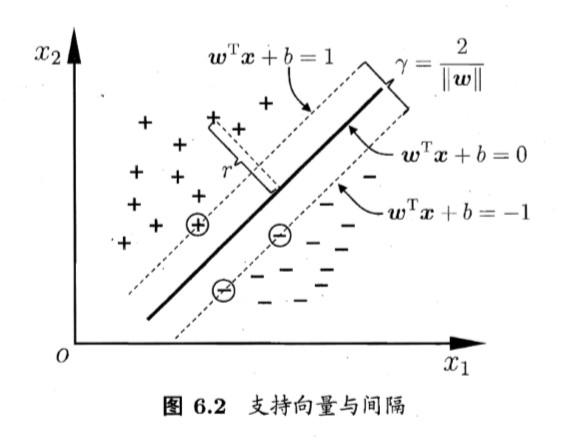 x₂
wᵀx + b = 1
γ = 2 / ‖w‖
r
wᵀx + b = 0
wᵀx + b = −1
O
x₁
图 6.2 支持向量与间隔